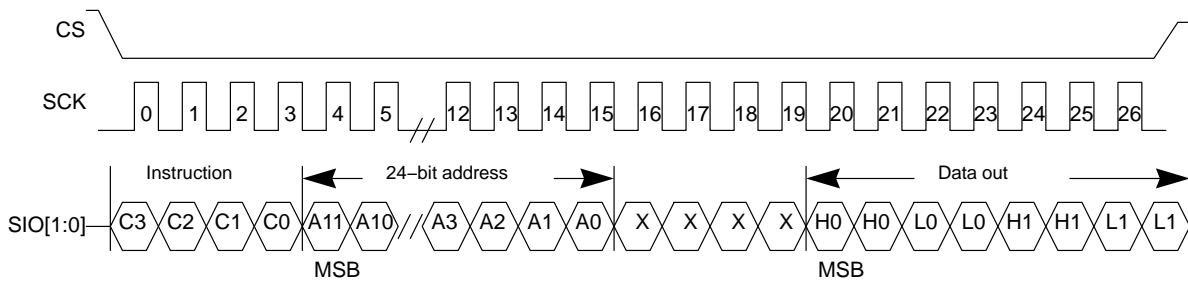 CS
SCK
0 1 2 3 4 5 12 13 14 15 16 17 18 19 20 21 22 23 24 25 26
Instruction 24–bit address Data out
SIO[1:0] C3 C2 C1 C0 A11 A10 A3 A2 A1 A0 X X X X H0 H0 L0 L0 H1 H1 L1 L1
MSB MSB